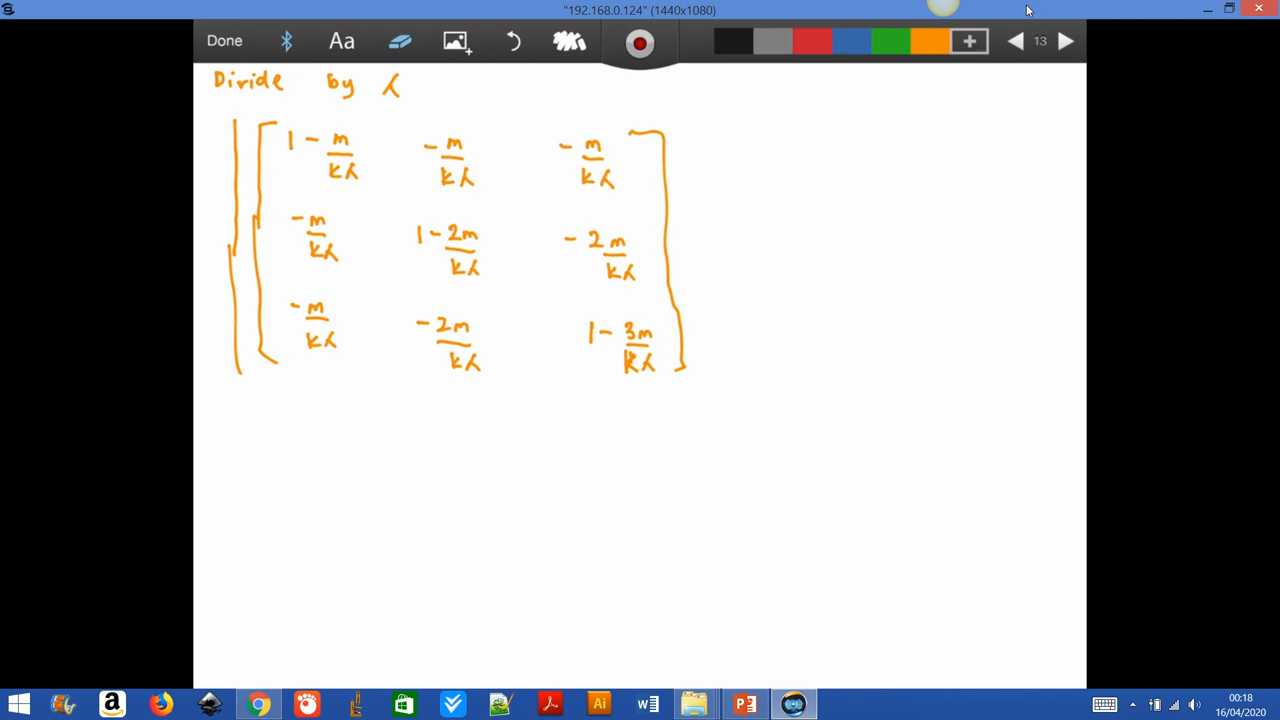 "192.168.0.124" (1440x1080)
Done Aa 13
Divide by λ
1 - m/kλ - m/kλ - m/kλ
- m/kλ 1 - 2m/kλ - 2m/kλ
- m/kλ - 2m/kλ 1 - 3m/kλ
00:18
16/04/2020